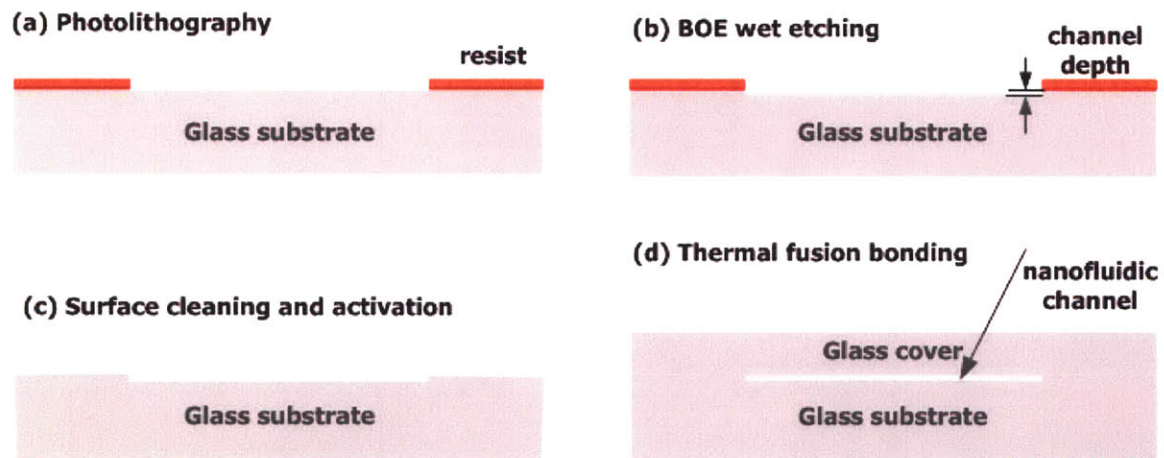 (a) Photolithography
resist
Glass substrate
(b) BOE wet etching
channel
depth
Glass substrate
(c) Surface cleaning and activation
Glass substrate
(d) Thermal fusion bonding
nanofluidic
channel
Glass cover
Glass substrate